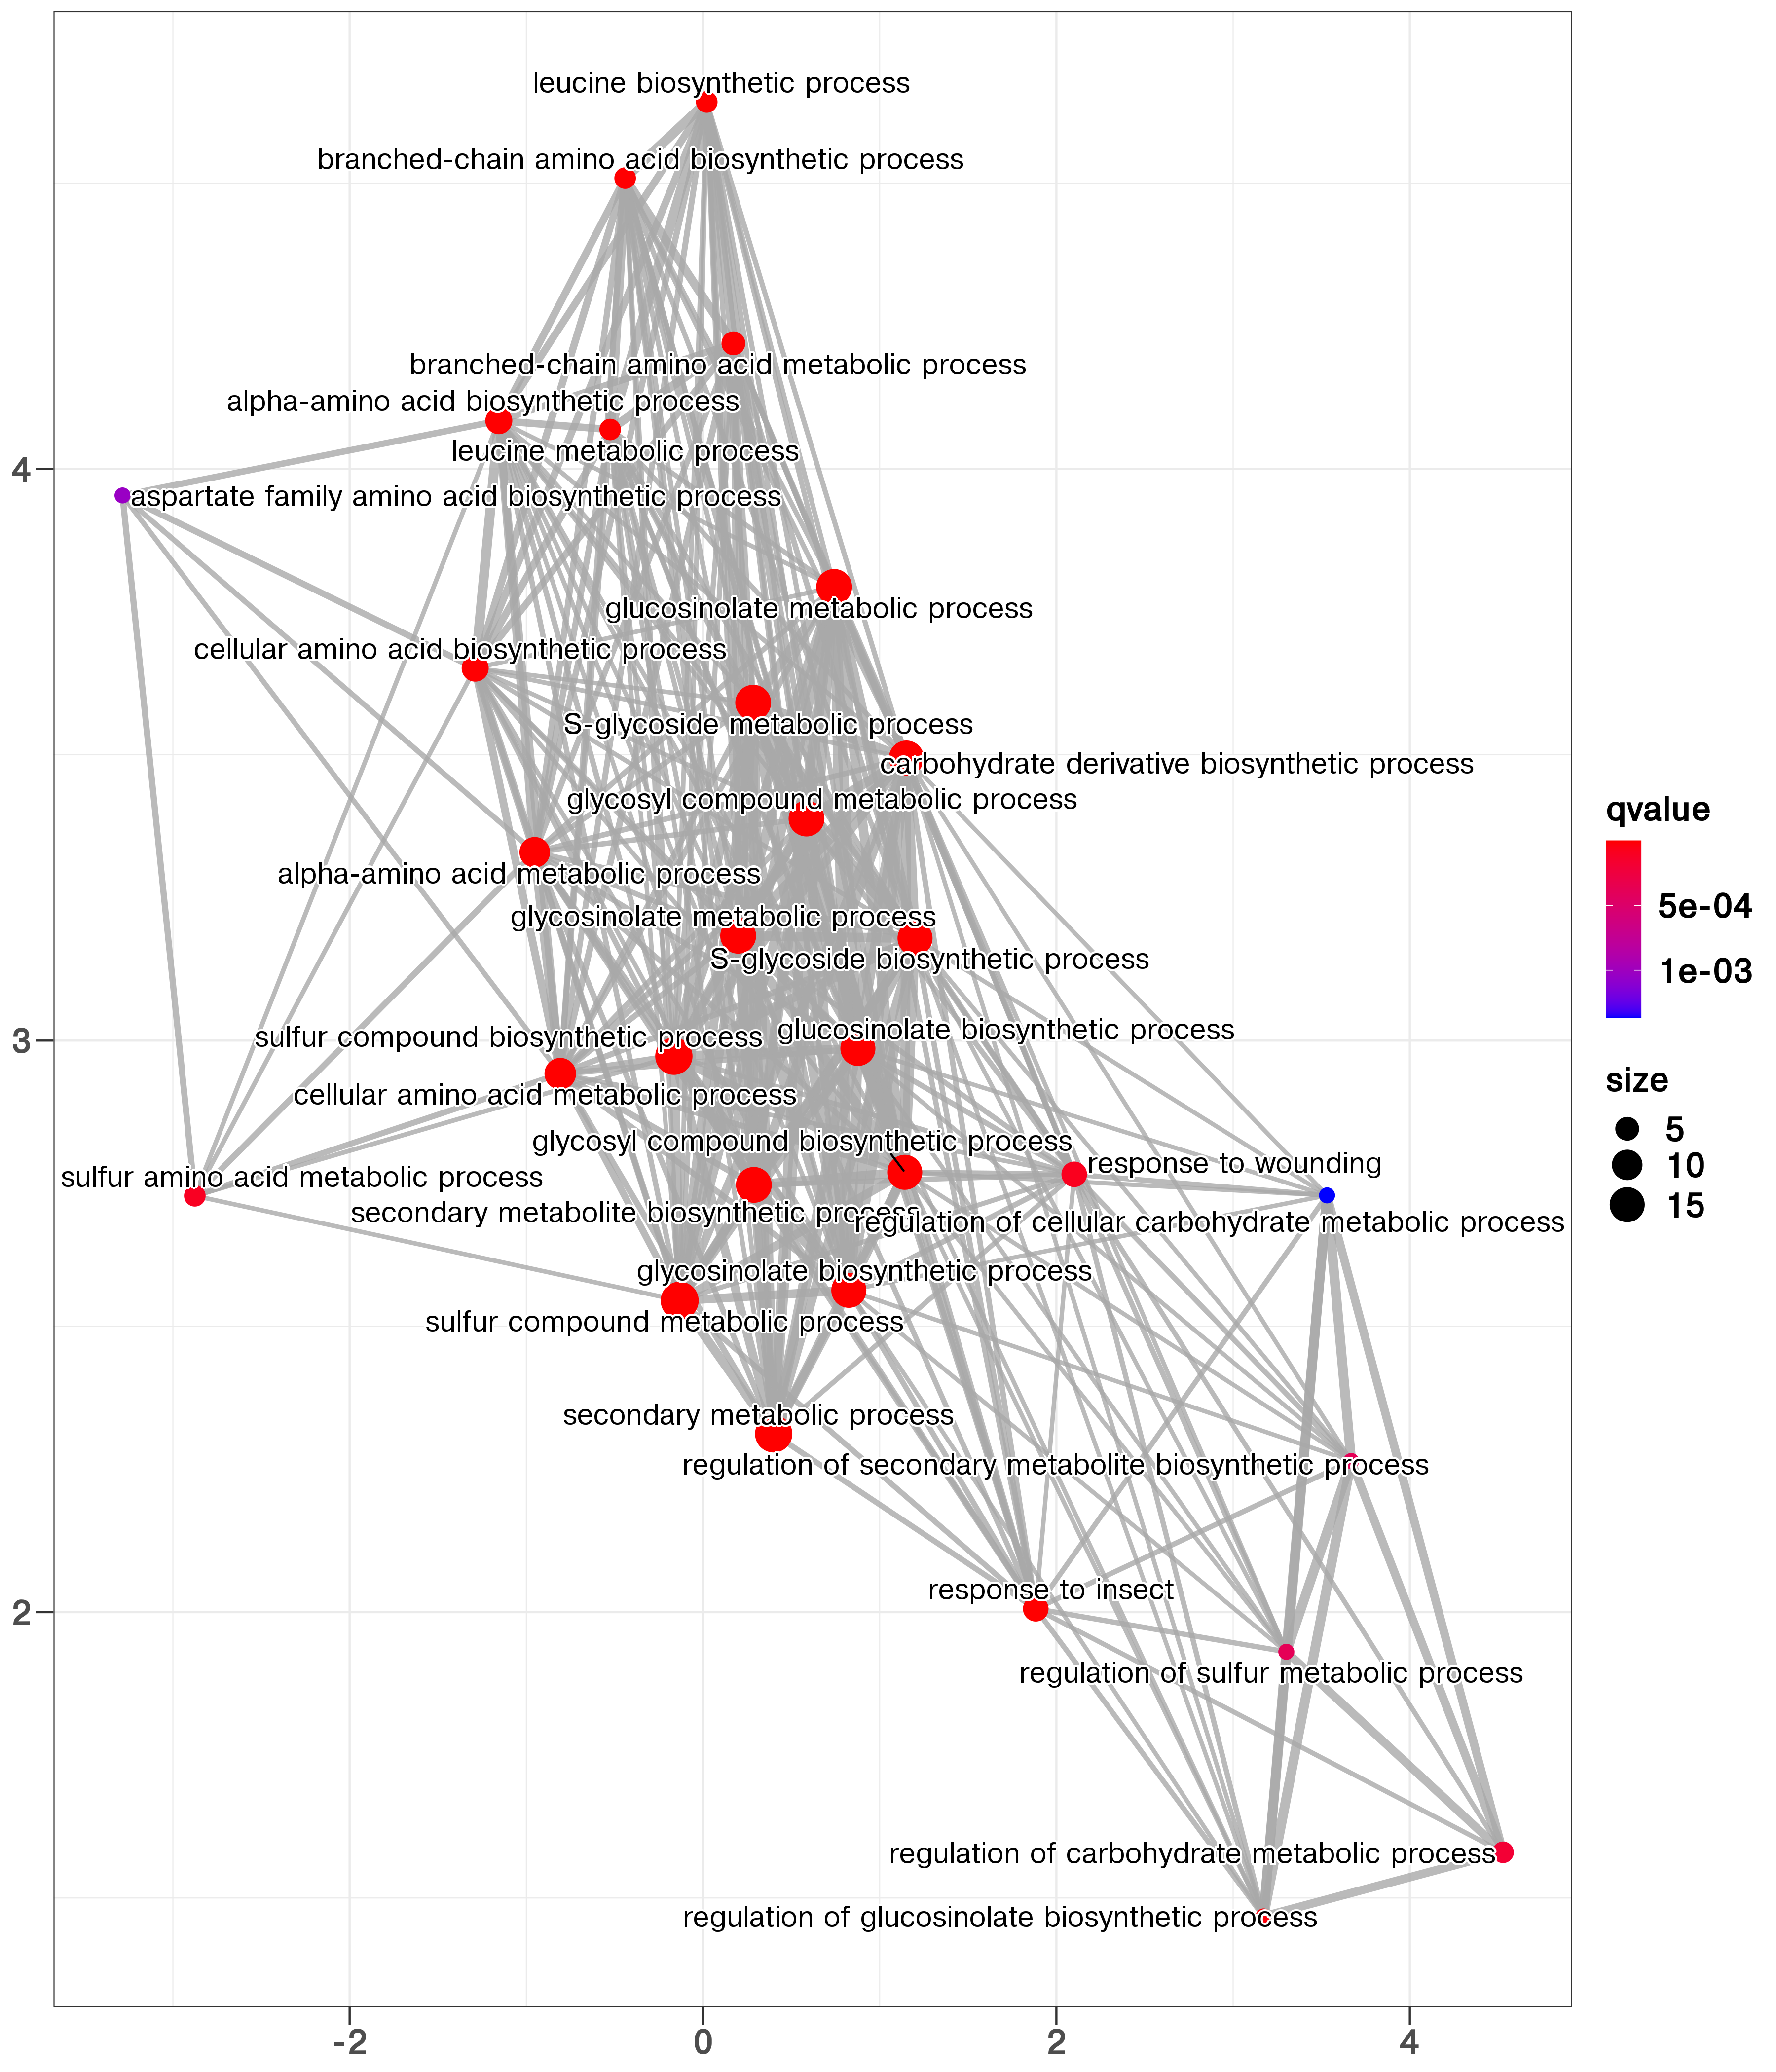 leucine biosynthetic process
branched-chain amino acid biosynthetic process
branched-chain amino acid metabolic process
alpha-amino acid biosynthetic process
leucine metabolic process
4
aspartate family amino acid biosynthetic process
glucosinolate metabolic process
cellular amino acid biosynthetic process
S-glycoside metabolic process
carbohydrate derivative biosynthetic process
glycosyl compound metabolic process
alpha-amino acid metabolic process
glycosinolate metabolic process
S-glycoside biosynthetic process
glucosinolate biosynthetic process
sulfur compound biosynthetic process
3
cellular amino acid metabolic process
glycosyl compound biosynthetic process
response to wounding
sulfur amino acid metabolic process
secondary metabolite biosynthetic process
regulation of cellular carbohydrate metabolic process
glycosinolate biosynthetic process
sulfur compound metabolic process
secondary metabolic process
regulation of secondary metabolite biosynthetic process
response to insect
2
regulation of sulfur metabolic process
regulation of carbohydrate metabolic process
regulation of glucosinolate biosynthetic process
-2
0
2
4
qvalue
5e-04
1e-03
size
5
10
15